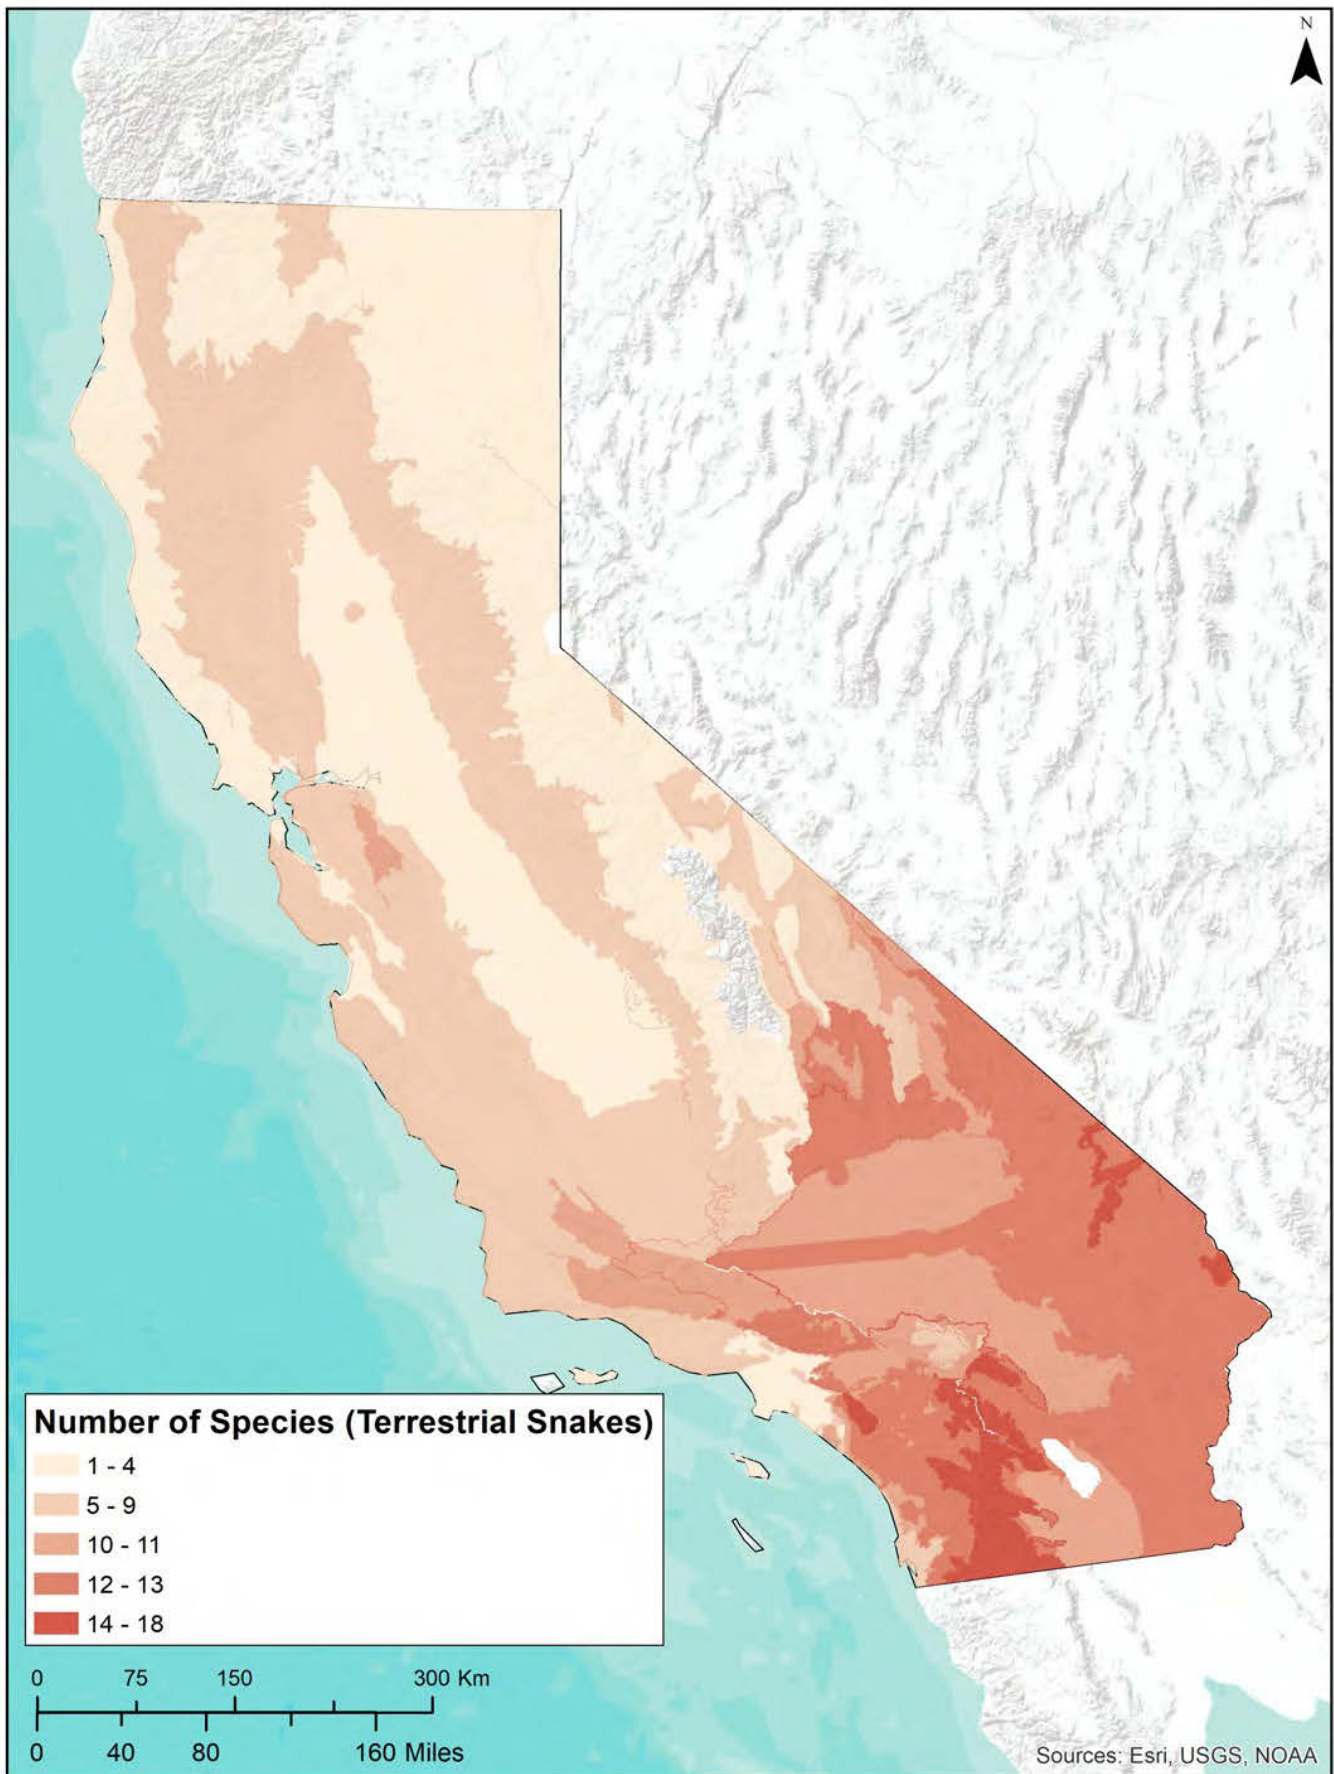 N
Number of Species (Terrestrial Snakes)
1 - 4
5 - 9
10 - 11
12 - 13
14 - 18
0 75 150 300 Km
0 40 80 160 Miles
Sources: Esri, USGS, NOAA